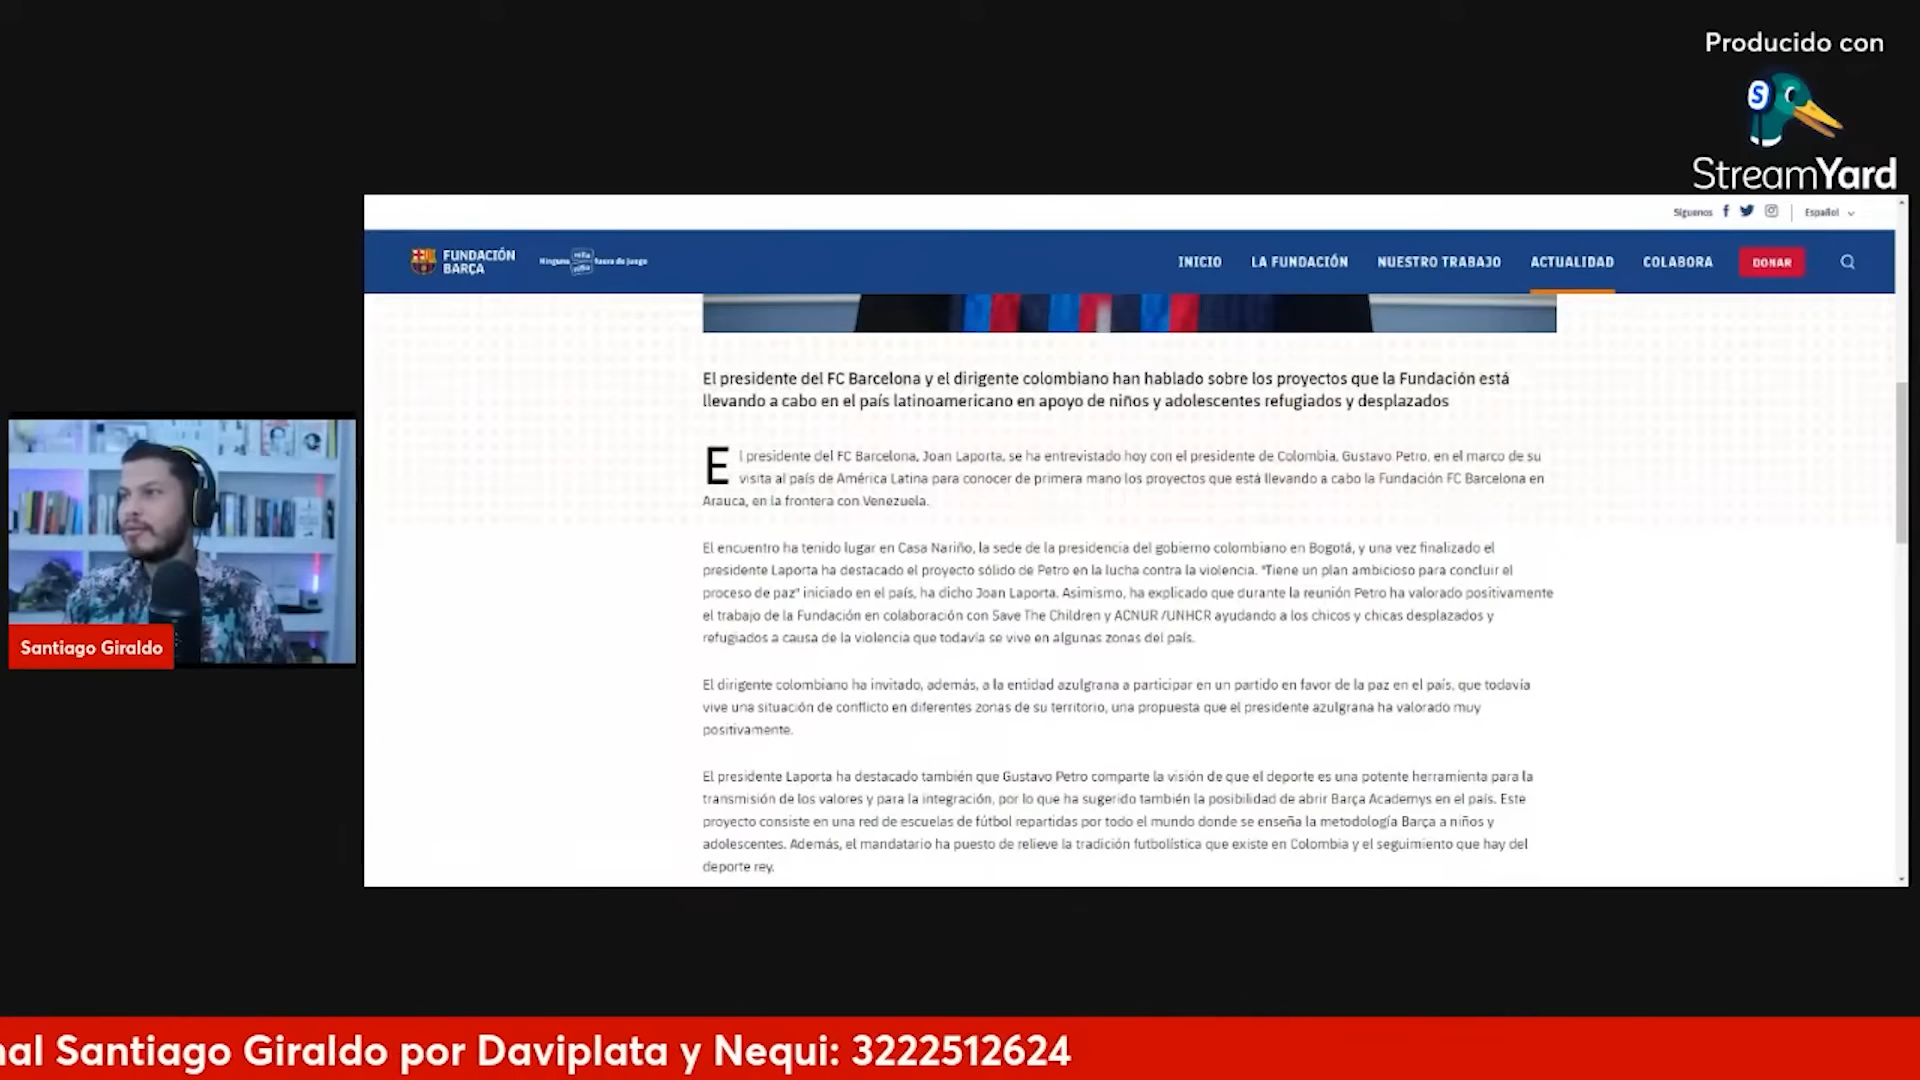 Producido con
StreamYard
Síguenos
Español
FUNDACIÓN
BARÇA
Ninguna niña niño fuera de juego
INICIO
LA FUNDACIÓN
NUESTRO TRABAJO
ACTUALIDAD
COLABORA
DONAR
El presidente del FC Barcelona y el dirigente colombiano han hablado sobre los proyectos que la Fundación está
llevando a cabo en el país latinoamericano en apoyo de niños y adolescentes refugiados y desplazados
El presidente del FC Barcelona, Joan Laporta, se ha entrevistado hoy con el presidente de Colombia, Gustavo Petro, en el marco de su
visita al país de América Latina para conocer de primera mano los proyectos que está llevando a cabo la Fundación FC Barcelona en
Arauca, en la frontera con Venezuela.
El encuentro ha tenido lugar en Casa Nariño, la sede de la presidencia del gobierno colombiano en Bogotá, y una vez finalizado el
presidente Laporta ha destacado el proyecto sólido de Petro en la lucha contra la violencia. "Tiene un plan ambicioso para concluir el
proceso de paz" iniciado en el país, ha dicho Joan Laporta. Asimismo, ha explicado que durante la reunión Petro ha valorado positivamente
el trabajo de la Fundación en colaboración con Save The Children y ACNUR/UNHCR ayudando a los chicos y chicas desplazados y
refugiados a causa de la violencia que todavía se vive en algunas zonas del país.
El dirigente colombiano ha invitado, además, a la entidad azulgrana a participar en un partido en favor de la paz en el país, que todavía
vive una situación de conflicto en diferentes zonas de su territorio, una propuesta que el presidente azulgrana ha valorado muy
positivamente.
El presidente Laporta ha destacado también que Gustavo Petro comparte la visión de que el deporte es una potente herramienta para la
transmisión de los valores y para la integración, por lo que ha sugerido también la posibilidad de abrir Barça Academys en el país. Este
proyecto consiste en una red de escuelas de fútbol repartidas por todo el mundo donde se enseña la metodología Barça a niños y
adolescentes. Además, el mandatario ha puesto de relieve la tradición futbolística que existe en Colombia y el seguimiento que hay del
deporte rey.
Santiago Giraldo
nal Santiago Giraldo por Daviplata y Nequi: 3222512624